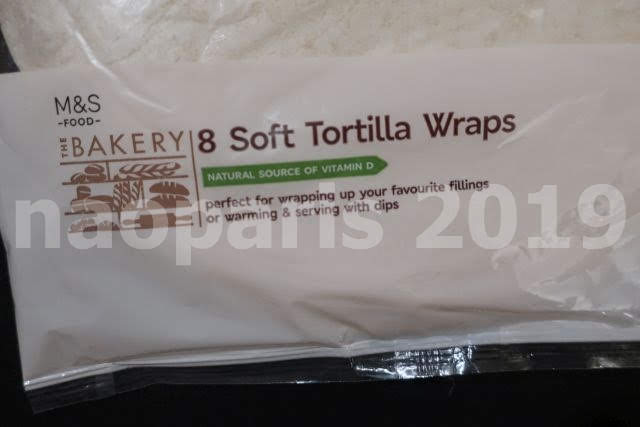 M&S
-FOOD-
THE BAKERY
8 Soft Tortilla Wraps
NATURAL SOURCE OF VITAMIN D
perfect for wrapping up your favourite fillings
or warming & serving with dips
naoparis 2019